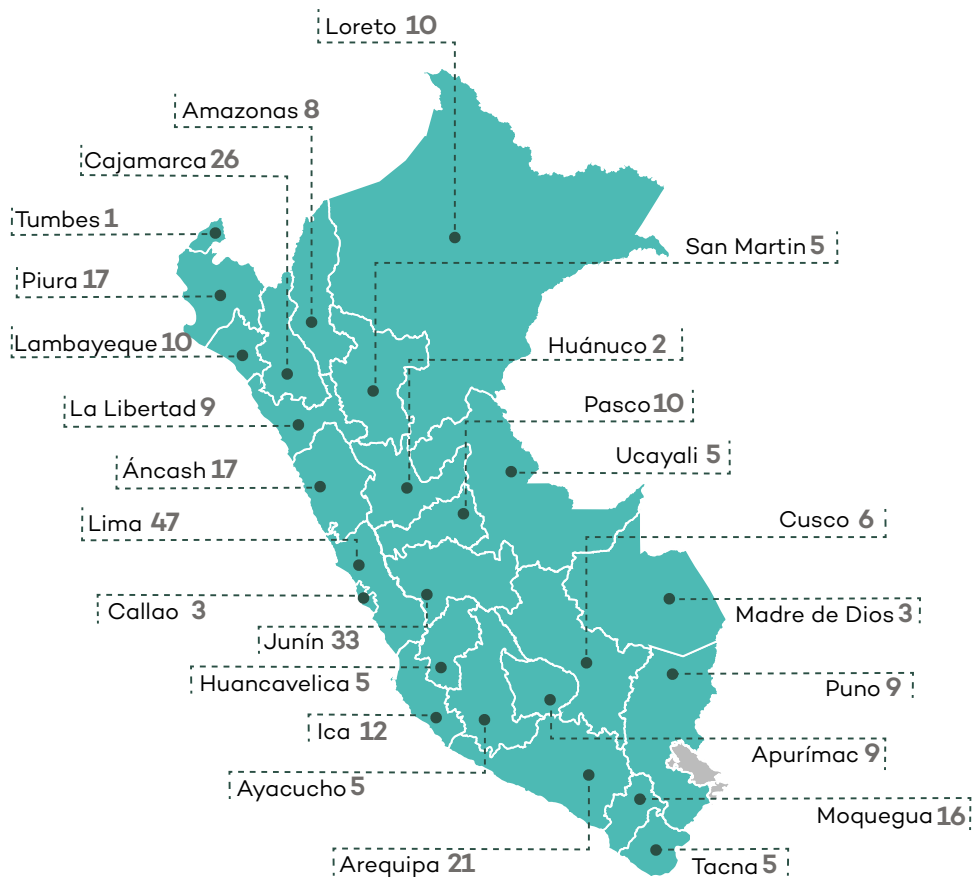 Loreto 10
Amazonas 8
Cajamarca 26
Tumbes 1
San Martin 5
Piura 17
Lambayeque 10
Huánuco 2
La Libertad 9
Pasco 10
Áncash 17
Ucayali 5
Lima 47
Cusco 6
Callao 3
Madre de Dios 3
Junín 33
Huancavelica 5
Puno 9
Ica 12
Apurímac 9
Ayacucho 5
Moquegua 16
Arequipa 21
Tacna 5